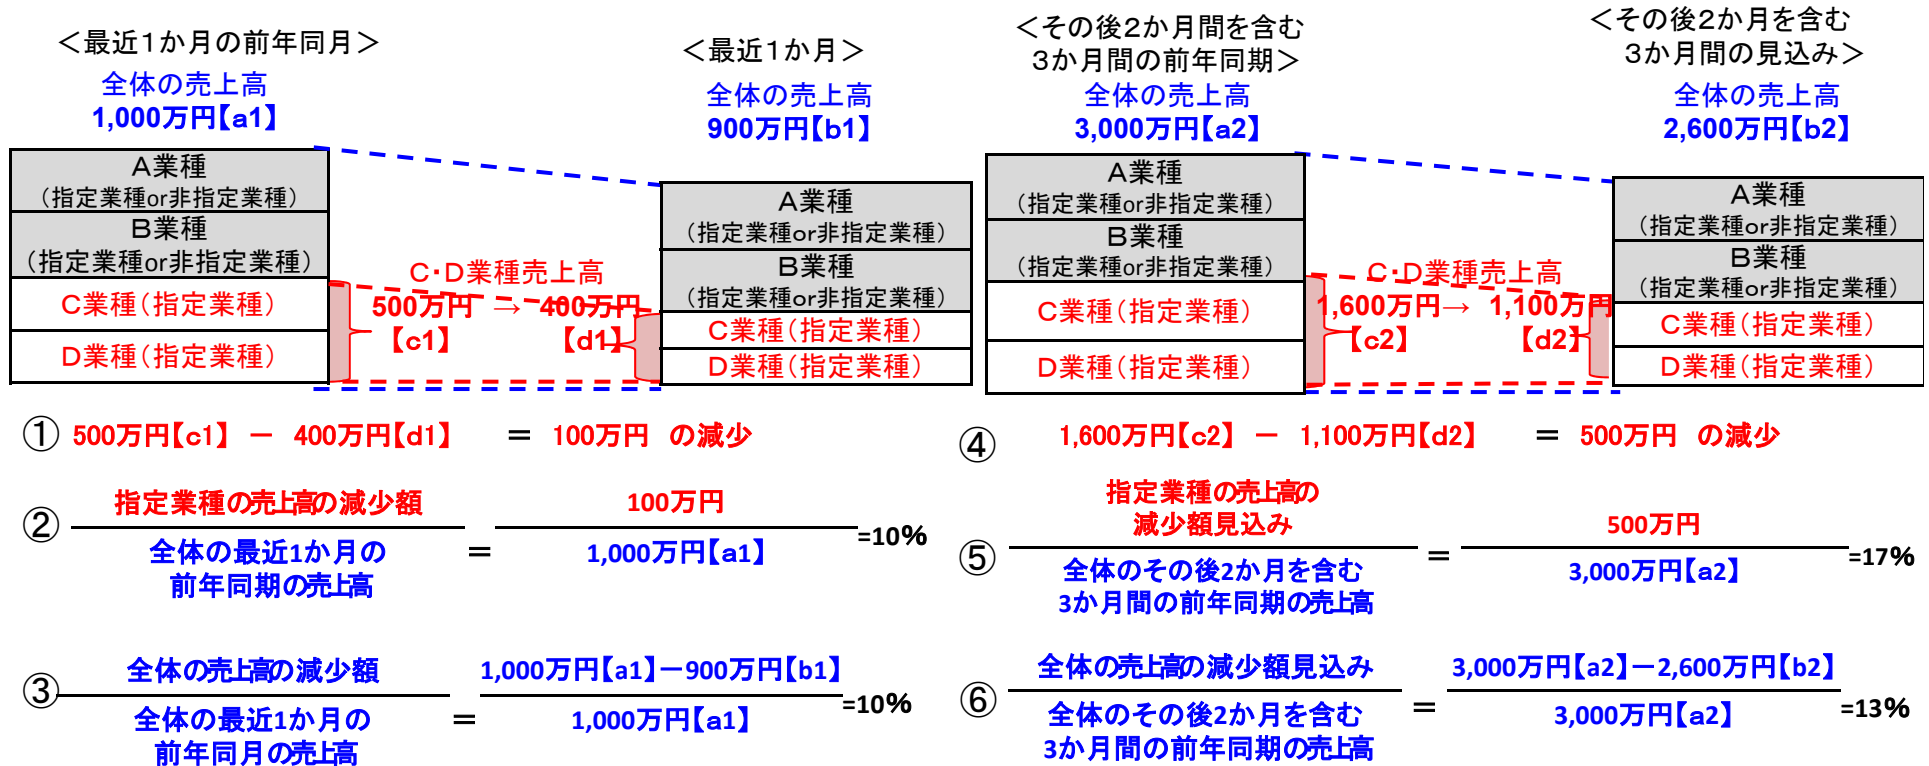 ＜最近１か月の前年同月＞
全体の売上高
1,000万円【a1】
A業種
（指定業種or非指定業種）
B業種
（指定業種or非指定業種）
C業種（指定業種）
D業種（指定業種）
＜最近１か月＞
全体の売上高
900万円【b1】
A業種
（指定業種or非指定業種）
B業種
（指定業種or非指定業種）
C業種（指定業種）
D業種（指定業種）
C・D業種売上高
500万円 → 400万円
【c1】 【d1】
＜その後２か月間を含む
３か月間の前年同期＞
全体の売上高
3,000万円【a2】
A業種
（指定業種or非指定業種）
B業種
（指定業種or非指定業種）
C業種（指定業種）
D業種（指定業種）
＜その後２か月を含む
３か月間の見込み＞
全体の売上高
2,600万円【b2】
A業種
（指定業種or非指定業種）
B業種
（指定業種or非指定業種）
C業種（指定業種）
D業種（指定業種）
C・D業種売上高
1,600万円→ 1,100万円
【c2】 【d2】
① 500万円【c1】 － 400万円【d1】 ＝ 100万円 の減少
② 指定業種の売上高の減少額
全体の最近1か月の
前年同期の売上高
＝
100万円
1,000万円【a1】
=10%
③ 全体の売上高の減少額
全体の最近1か月の
前年同月の売上高
＝
1,000万円【a1】－900万円【b1】
1,000万円【a1】
=10%
④ 1,600万円【c2】 － 1,100万円【d2】 ＝ 500万円 の減少
⑤ 指定業種の売上高の
減少額見込み
全体のその後2か月を含む
3か月間の前年同期の売上高
＝
500万円
3,000万円【a2】
=17%
⑥ 全体の売上高の減少額見込み
全体のその後2か月を含む
3か月間の前年同期の売上高
＝
3,000万円【a2】－2,600万円【b2】
3,000万円【a2】
=13%